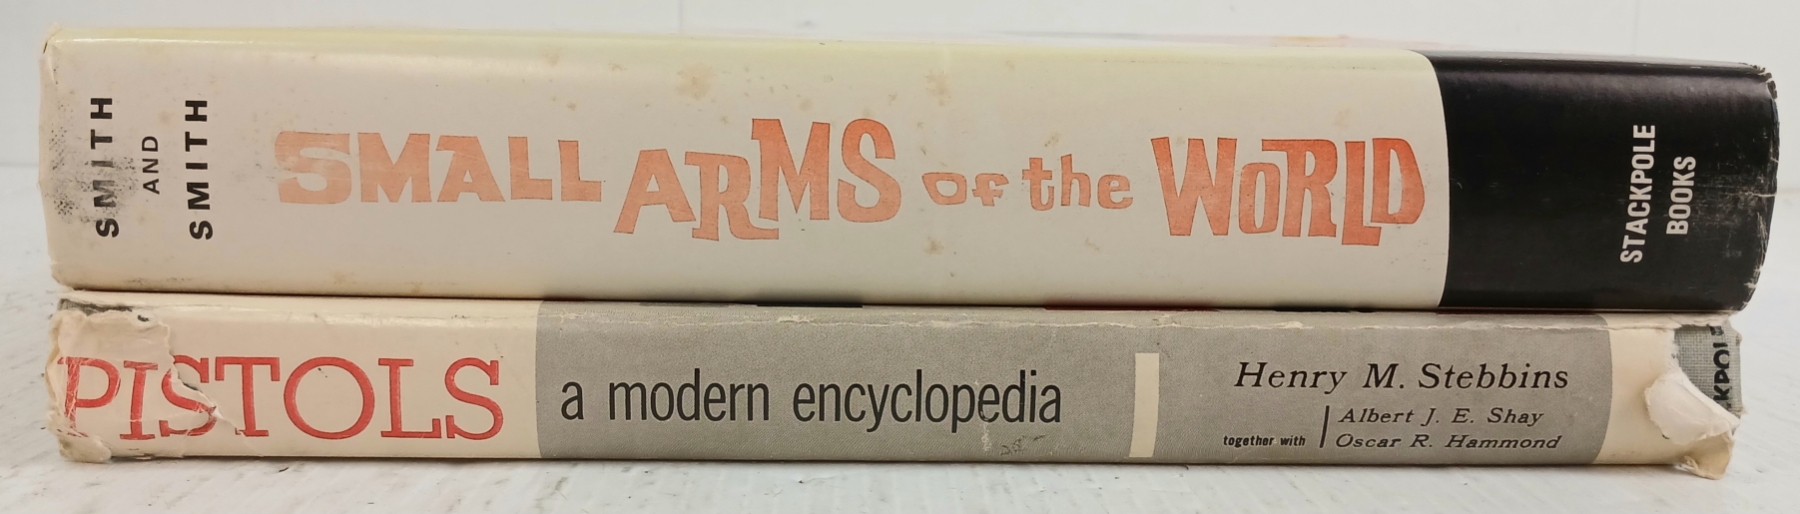 SMITH
AND
SMITH
SMALL ARMS of the WORLD
STACKPOLE
BOOKS
PISTOLS
a modern encyclopedia
Henry M. Stebbins
together with
Albert J. E. Shay
Oscar R. Hammond